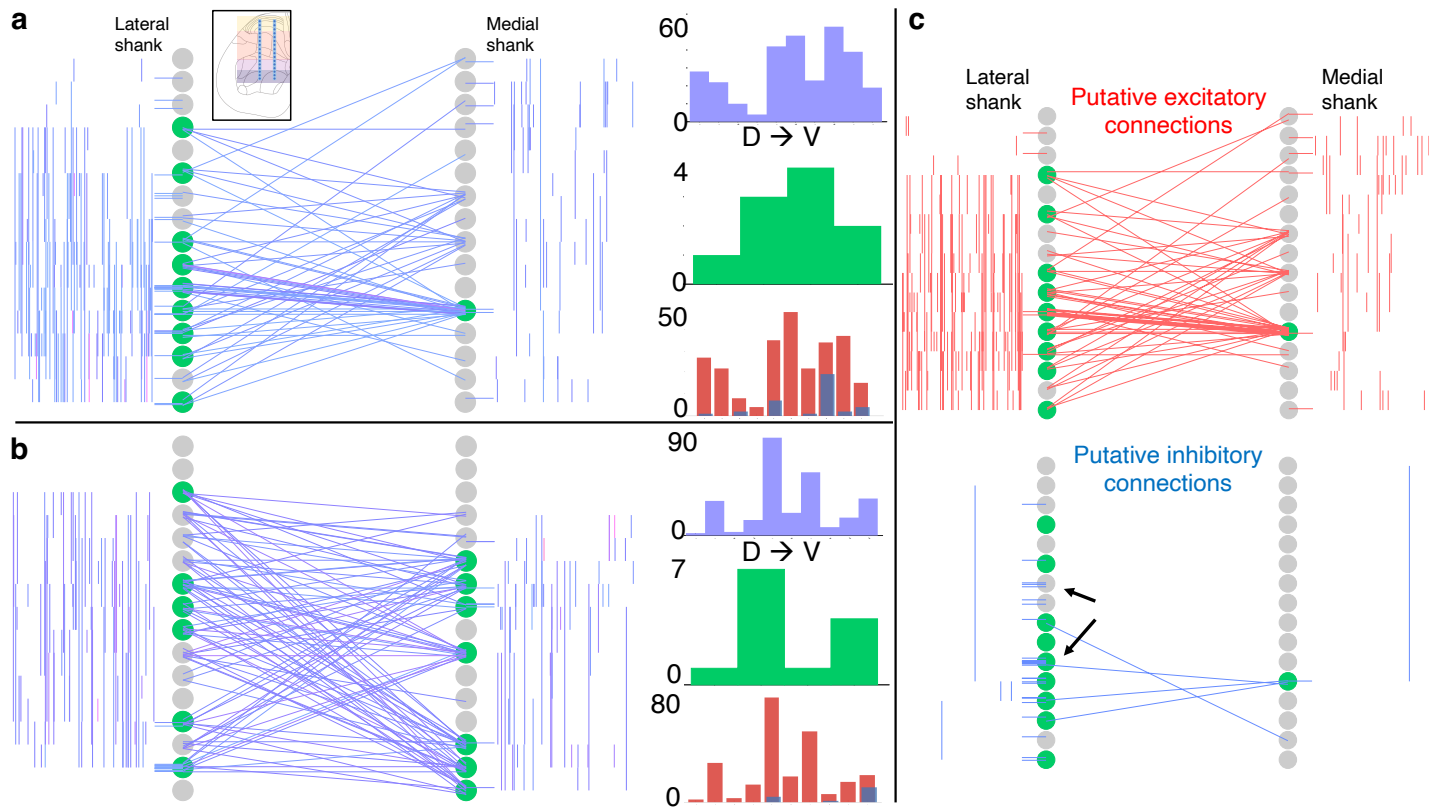 a
Lateral
shank
Medial
shank
60
0
D → V
4
0
50
0
b
90
0
D → V
7
0
80
0
c
Lateral
shank
Putative excitatory
connections
Medial
shank
Putative inhibitory
connections